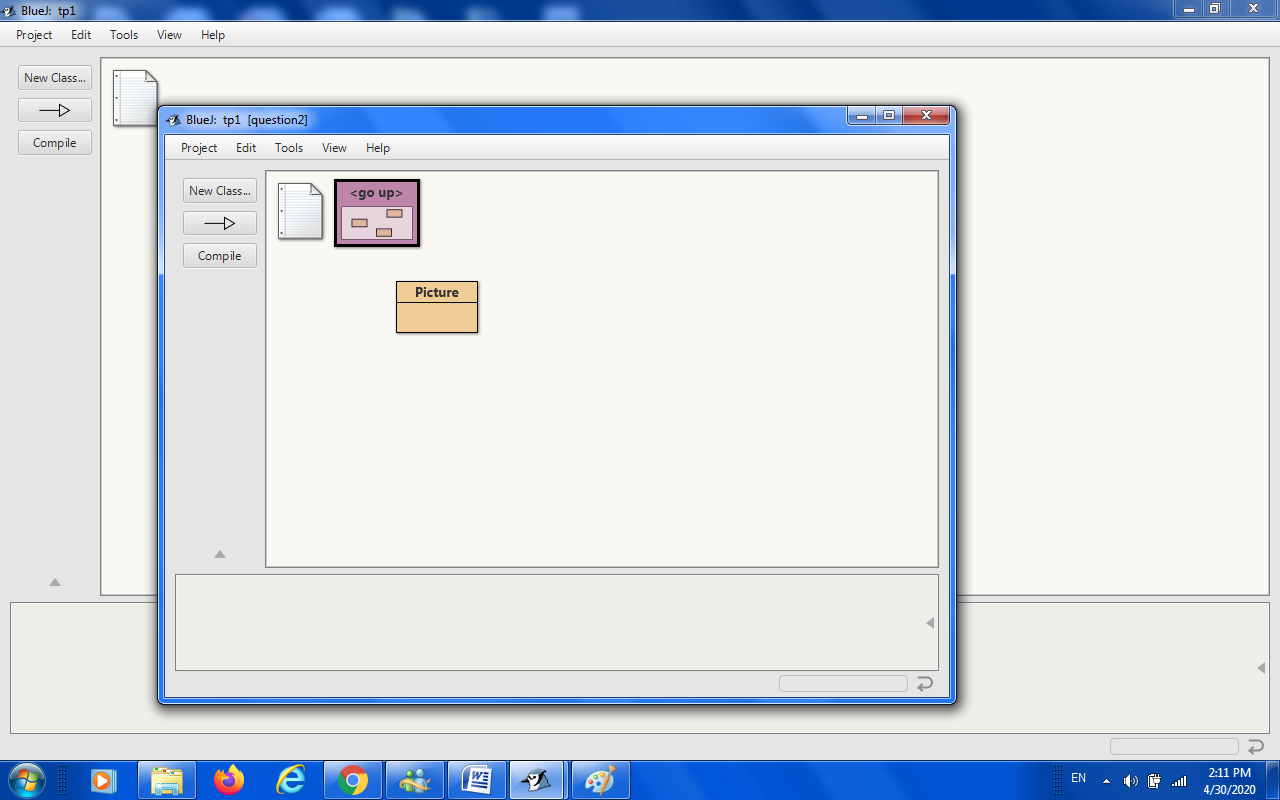 BlueJ: tp1
Project Edit Tools View Help
New Class...
Compile
BlueJ: tp1 [question2]
Project Edit Tools View Help
New Class...
Compile
<go up>
Picture
EN
2:11 PM
4/30/2020